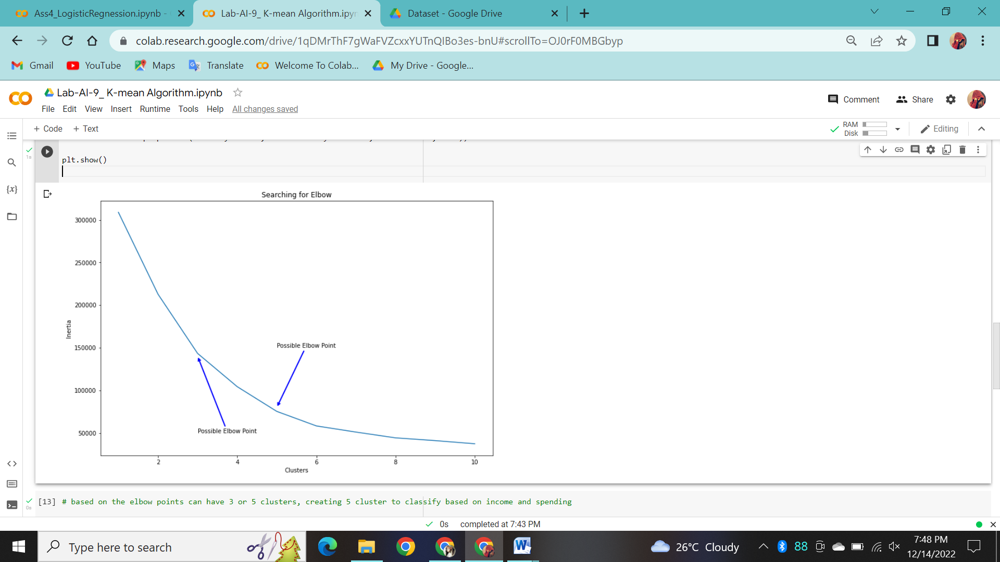 Ass4_LogisticRegnession.ipynb -
Lab-AI-9_ K-mean Algorithm.ipyn
Dataset - Google Drive
colab.research.google.com/drive/1qDMrThF7gWaFVZcxxYUTnQIBo3es-bnU#scrollTo=OJ0rF0MBGbyp
Gmail
YouTube
Maps
Translate
Welcome To Colab...
My Drive - Google...
Lab-AI-9_ K-mean Algorithm.ipynb
Comment
Share
File Edit View Insert Runtime Tools Help All changes saved
+ Code + Text
RAM
Disk
Editing
1s
plt.show()
{x}
Searching for Elbow
300000
250000
200000
150000
100000
50000
Inertia
Possible Elbow Point
Possible Elbow Point
2 4 6 8 10
Clusters
[13] # based on the elbow points can have 3 or 5 clusters, creating 5 cluster to classify based on income and spending
0s
0s completed at 7:43 PM
Type here to search
26°C Cloudy
88
7:48 PM
12/14/2022